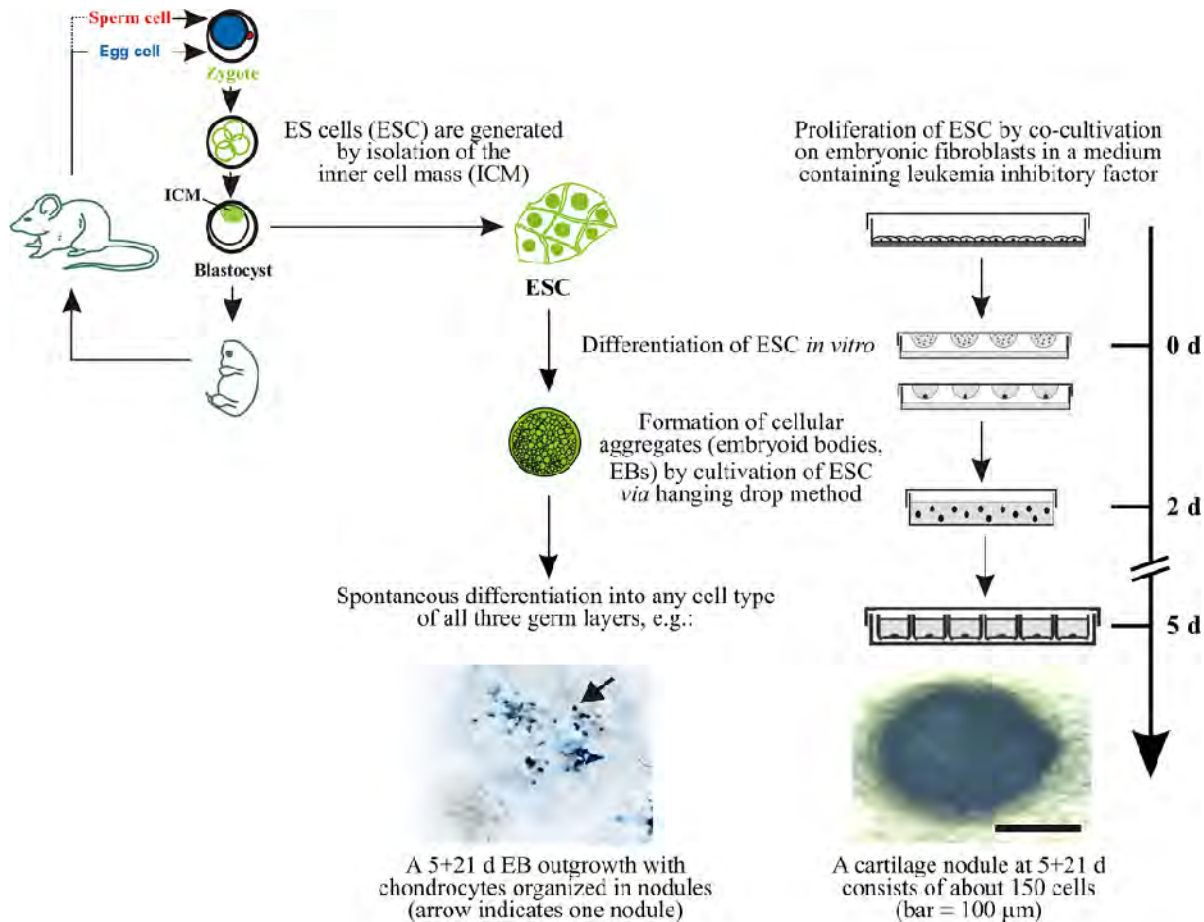 Sperm cell
Egg cell
Zygote
ICM
Blastocyst
ES cells (ESC) are generated
by isolation of the
inner cell mass (ICM)
ESC
Proliferation of ESC by co-cultivation
on embryonic fibroblasts in a medium
containing leukemia inhibitory factor
Differentiation of ESC in vitro
0 d
Formation of cellular
aggregates (embryoid bodies,
EBs) by cultivation of ESC
via hanging drop method
2 d
Spontaneous differentiation into any cell type
of all three germ layers, e.g.:
5 d
A 5+21 d EB outgrowth with
chondrocytes organized in nodules
(arrow indicates one nodule)
A cartilage nodule at 5+21 d
consists of about 150 cells
(bar = 100 μm)